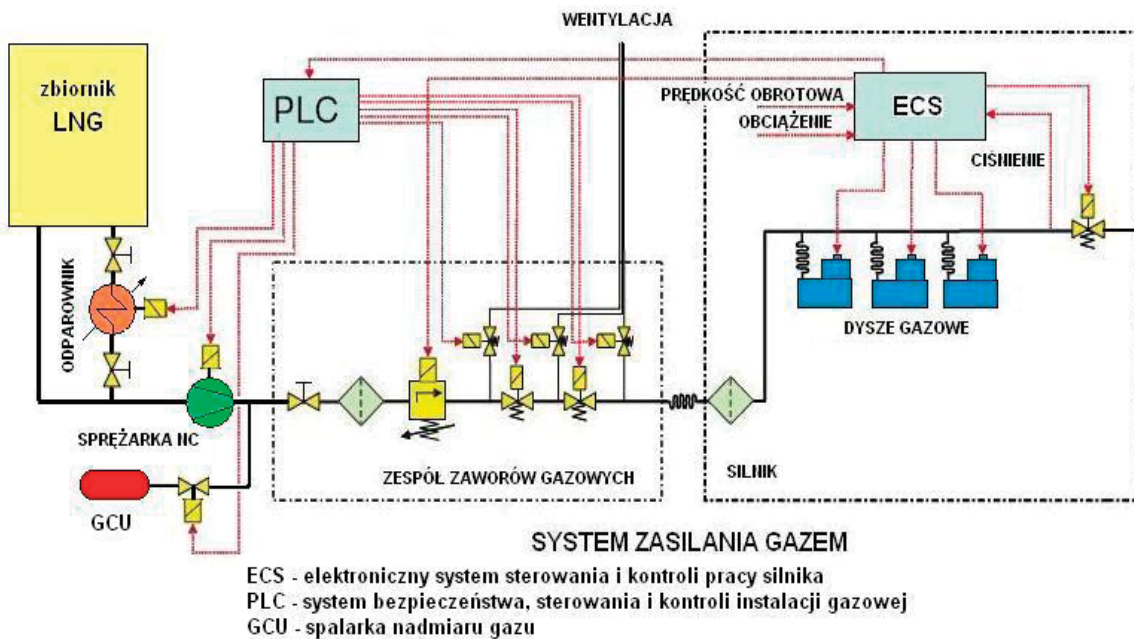 WENTYLACJA
zbiornik
LNG
PLC
PRĘDKOŚĆ OBROTOWA
OBCIĄŻENIE
ECS
CIŚNIENIE
ODPAROWNIK
DYSZE GAZOWE
SPRĘŻARKA NC
ZESPÓŁ ZAWORÓW GAZOWYCH
SILNIK
GCU
SYSTEM ZASILANIA GAZEM
ECS - elektroniczny system sterowania i kontroli pracy silnika
PLC - system bezpieczeństwa, sterowania i kontroli instalacji gazowej
GCU - spalarka nadmiaru gazu